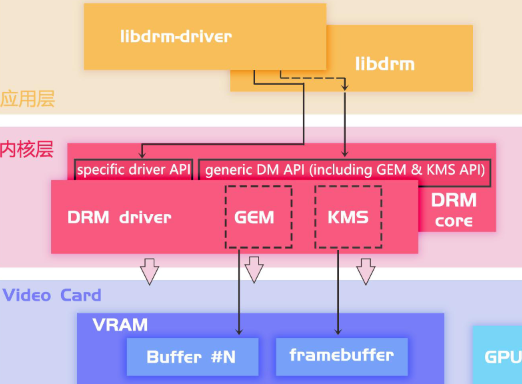 libdrm-driver
libdrm
应用层
内核层
specific driver API
generic DM API (including GEM & KMS API)
DRM driver
GEM
KMS
DRM
core
Video Card
VRAM
Buffer #N
framebuffer
GPU